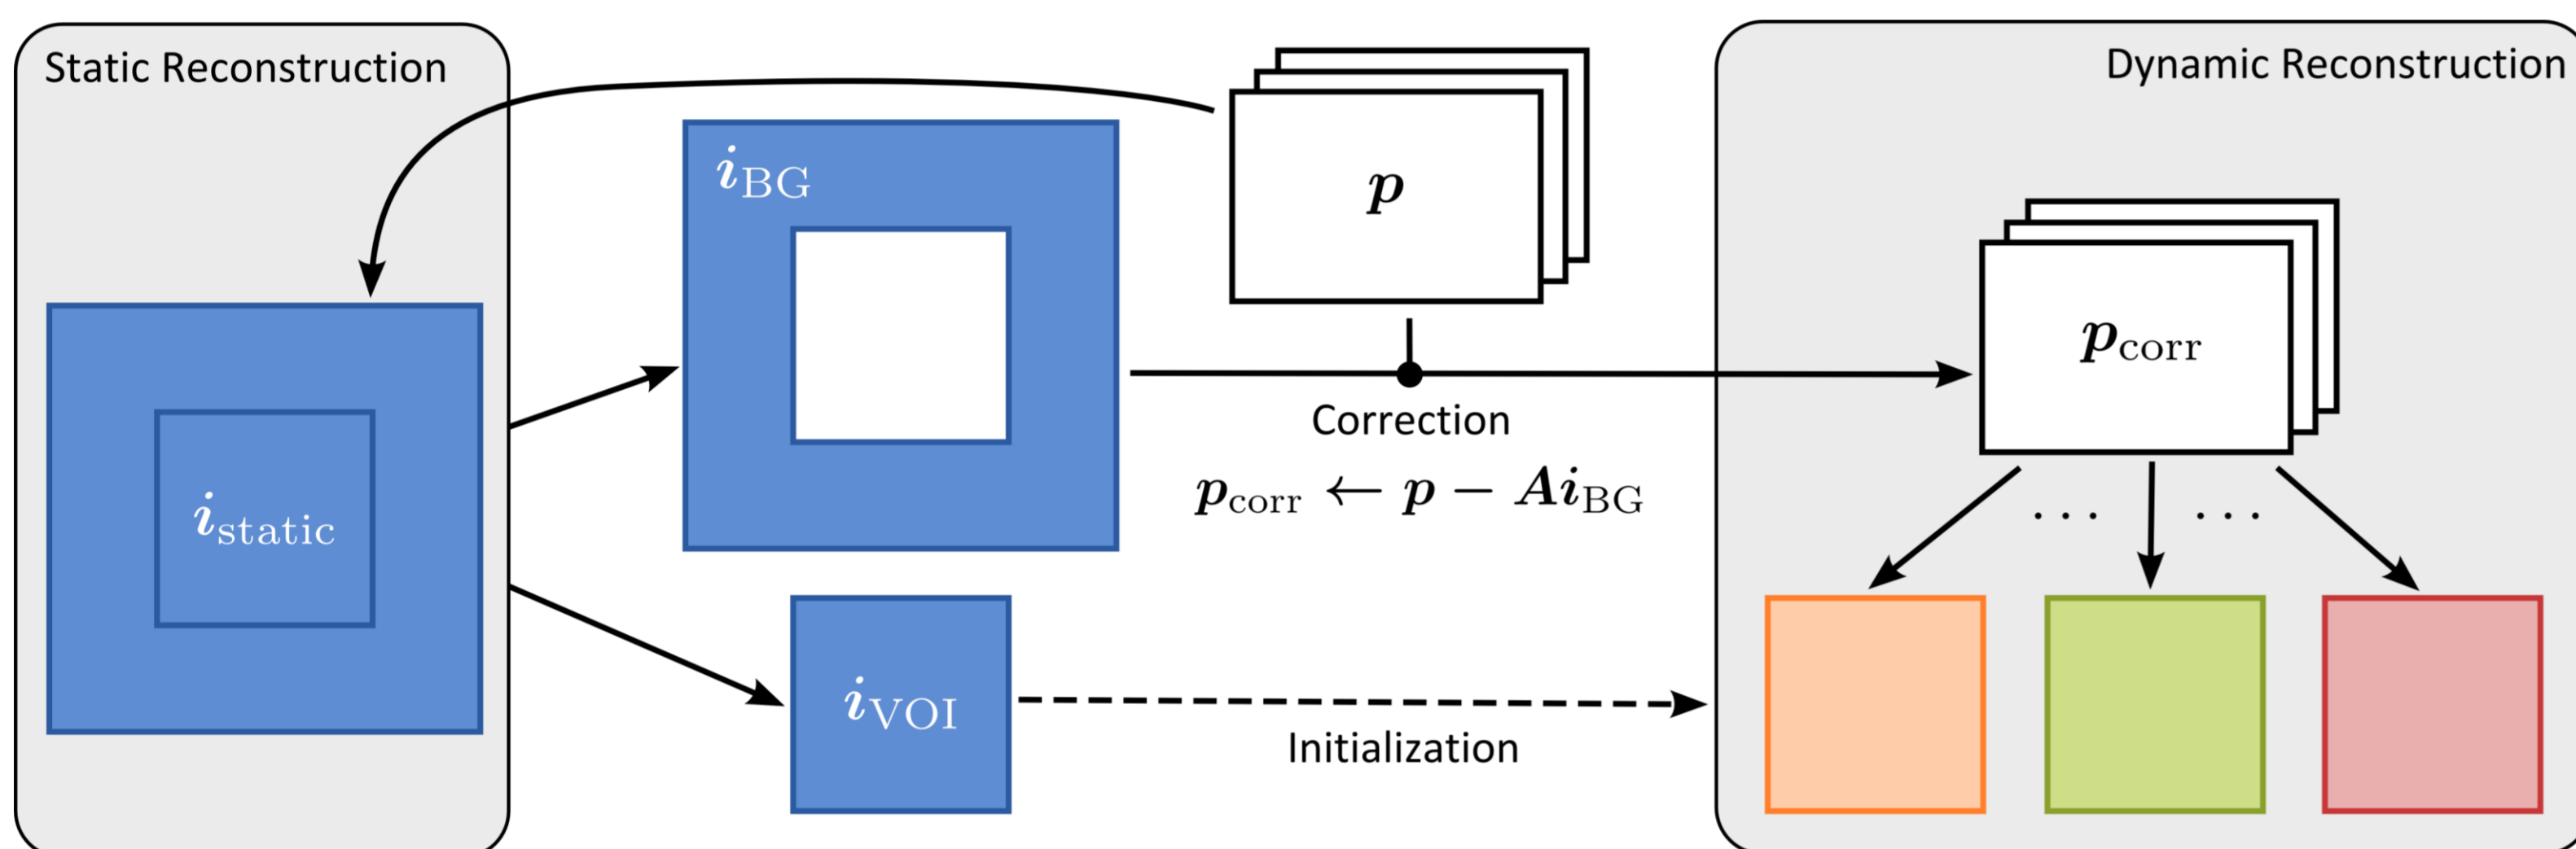 Static Reconstruction
Dynamic Reconstruction
i_BG
p
p_corr
Correction
p_corr ← p − Ai_BG
i_static
... ...
i_VOI
Initialization